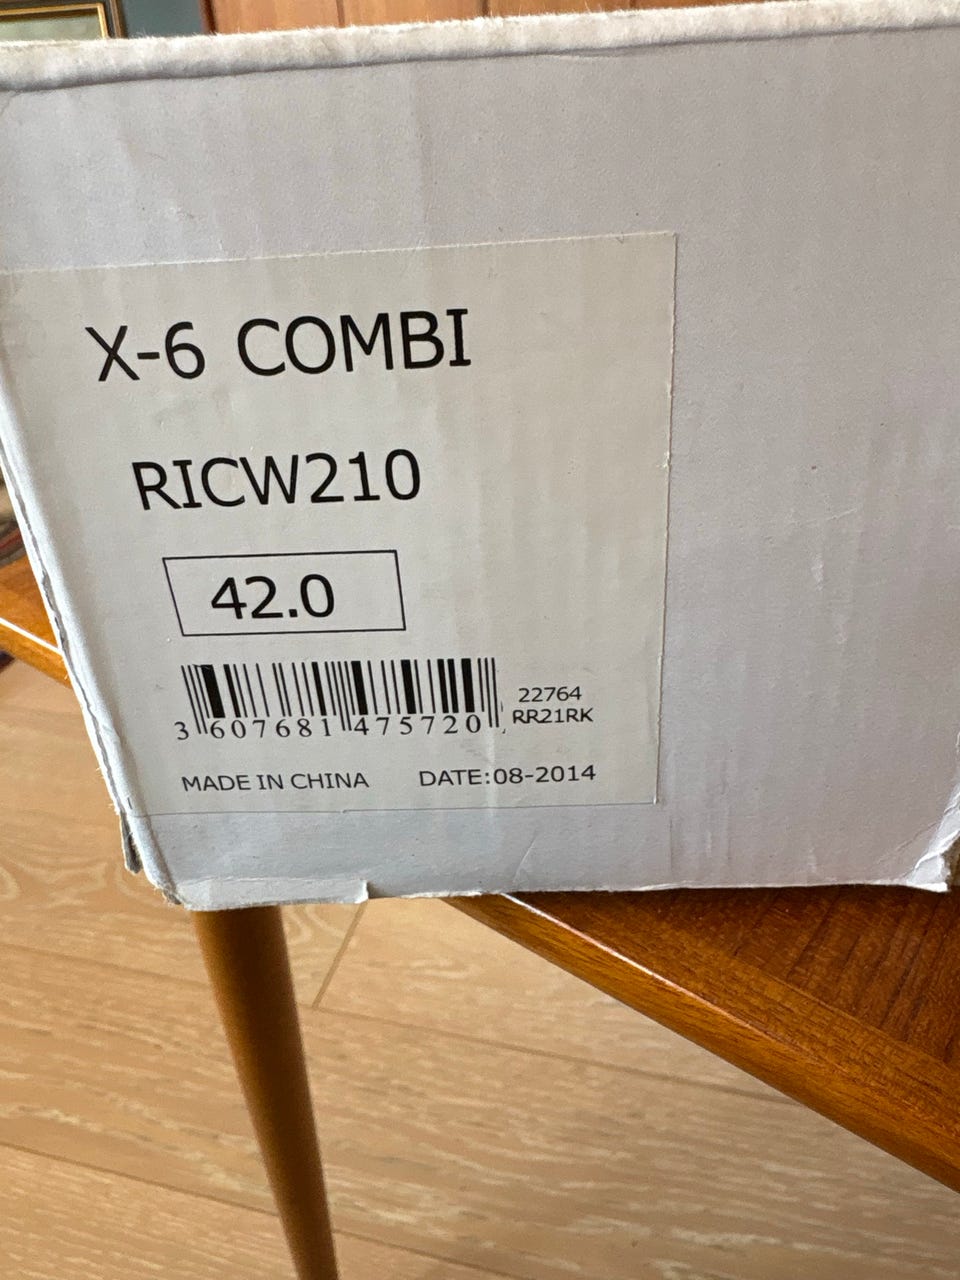 X-6 COMBI
RICW210
42.0
3 607681 475720
22764
RR21RK
MADE IN CHINA DATE:08-2014